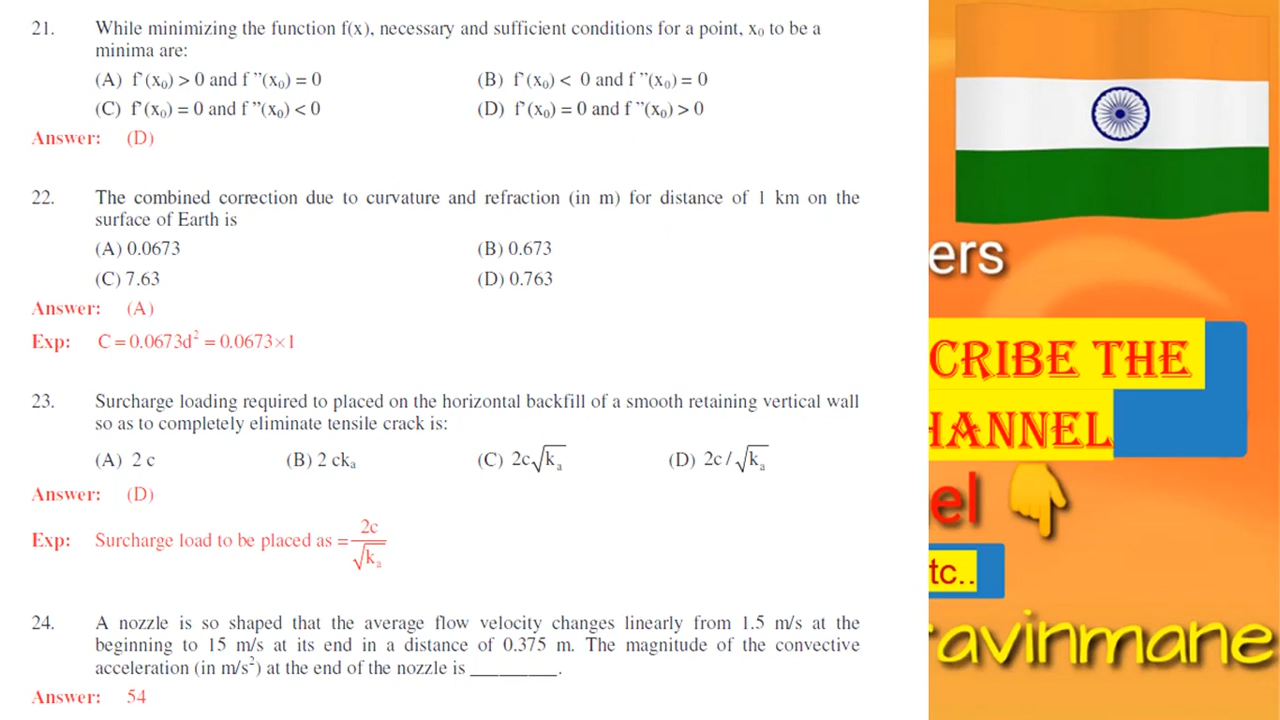 21. While minimizing the function f(x), necessary and sufficient conditions for a point, x₀ to be a
minima are:
(A) f'(x₀) > 0 and f ''(x₀) = 0 (B) f'(x₀) < 0 and f ''(x₀) = 0
(C) f'(x₀) = 0 and f ''(x₀) < 0 (D) f'(x₀) = 0 and f ''(x₀) > 0
Answer: (D)
22. The combined correction due to curvature and refraction (in m) for distance of 1 km on the
surface of Earth is
(A) 0.0673 (B) 0.673
(C) 7.63 (D) 0.763
Answer: (A)
Exp: C = 0.0673d² = 0.0673×1
23. Surcharge loading required to placed on the horizontal backfill of a smooth retaining vertical wall
so as to completely eliminate tensile crack is:
(A) 2 c (B) 2 ckₐ (C) 2c√kₐ (D) 2c/√kₐ
Answer: (D)
Exp: Surcharge load to be placed as = 2c/√kₐ
24. A nozzle is so shaped that the average flow velocity changes linearly from 1.5 m/s at the
beginning to 15 m/s at its end in a distance of 0.375 m. The magnitude of the convective
acceleration (in m/s²) at the end of the nozzle is _________.
Answer: 54
ers
CRIBE THE
HANNEL
el
tc..
ravinmane